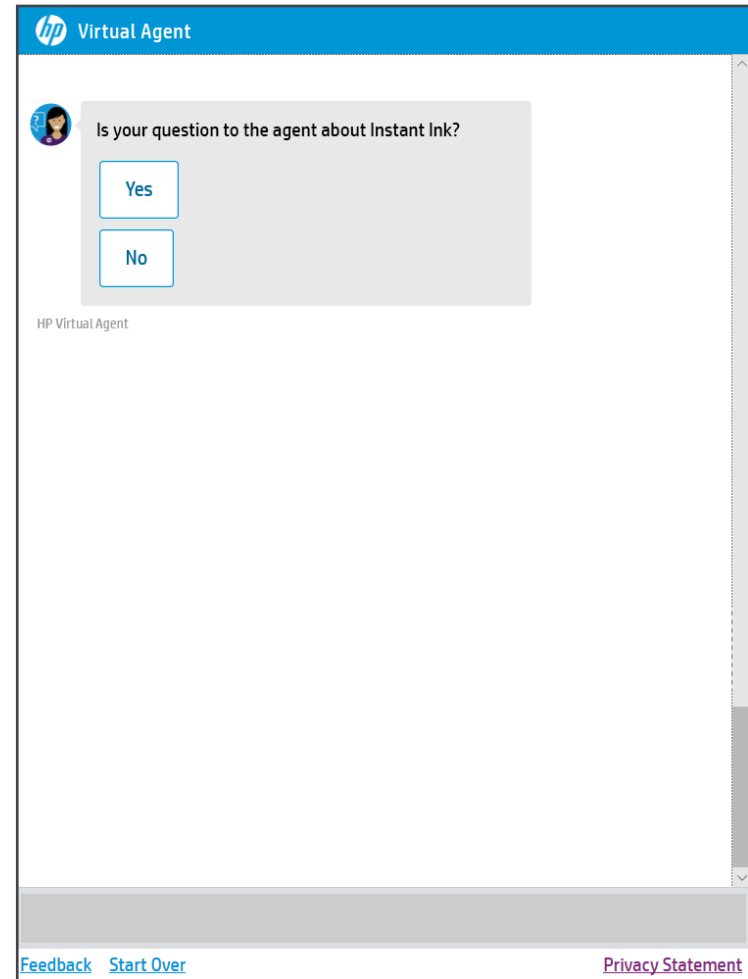 hp Virtual Agent
?
Is your question to the agent about Instant Ink?
Yes
No
HP Virtual Agent
Feedback Start Over Privacy Statement